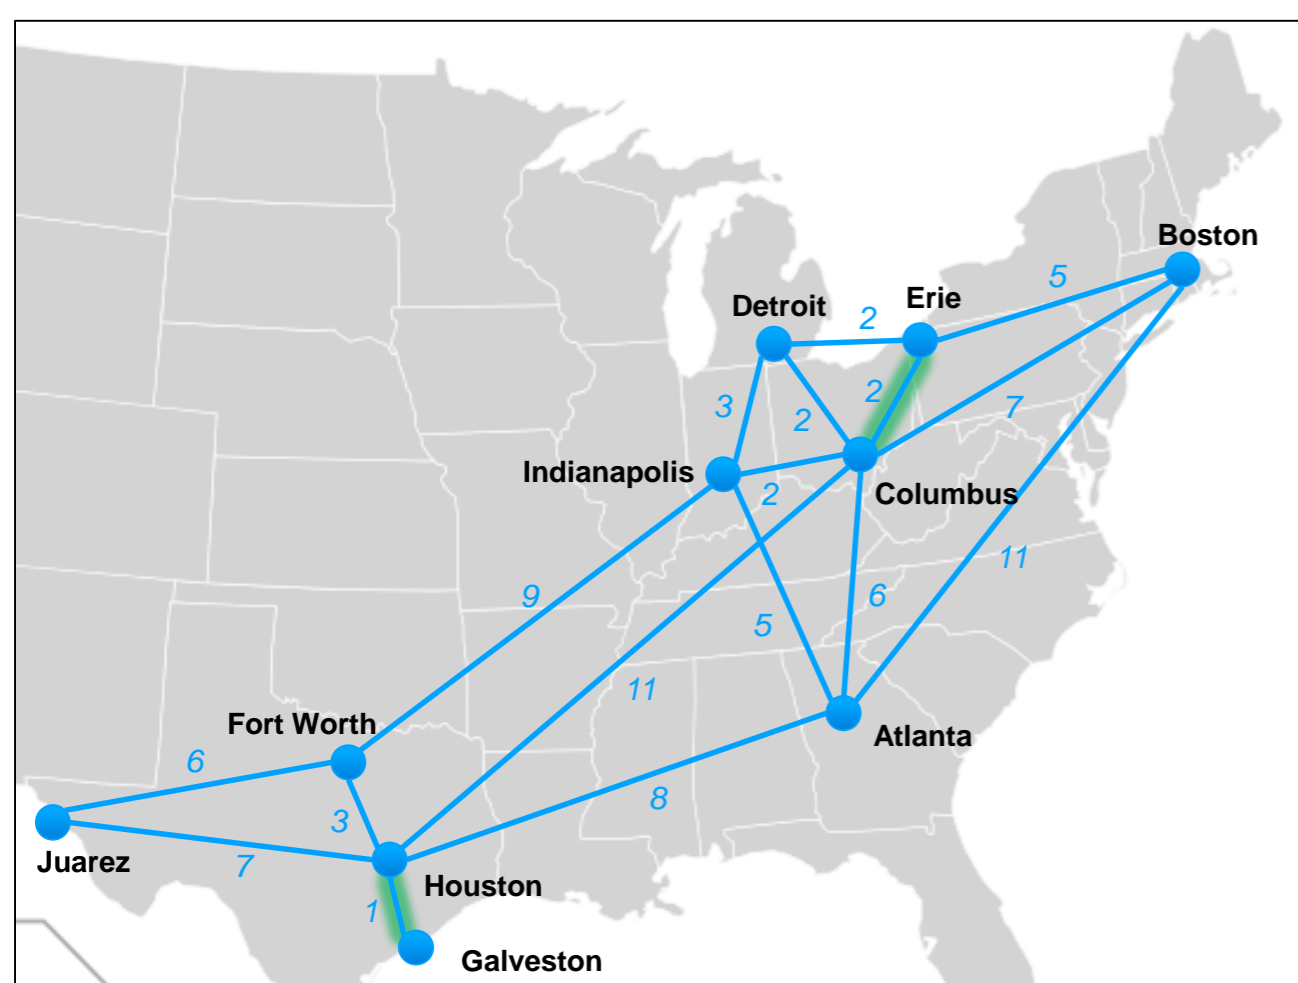 Boston
5
Erie
Detroit
2
2
3
2
7
Indianapolis
2
Columbus
11
9
6
5
11
Fort Worth
Atlanta
6
8
3
Juarez
7
Houston
1
Galveston